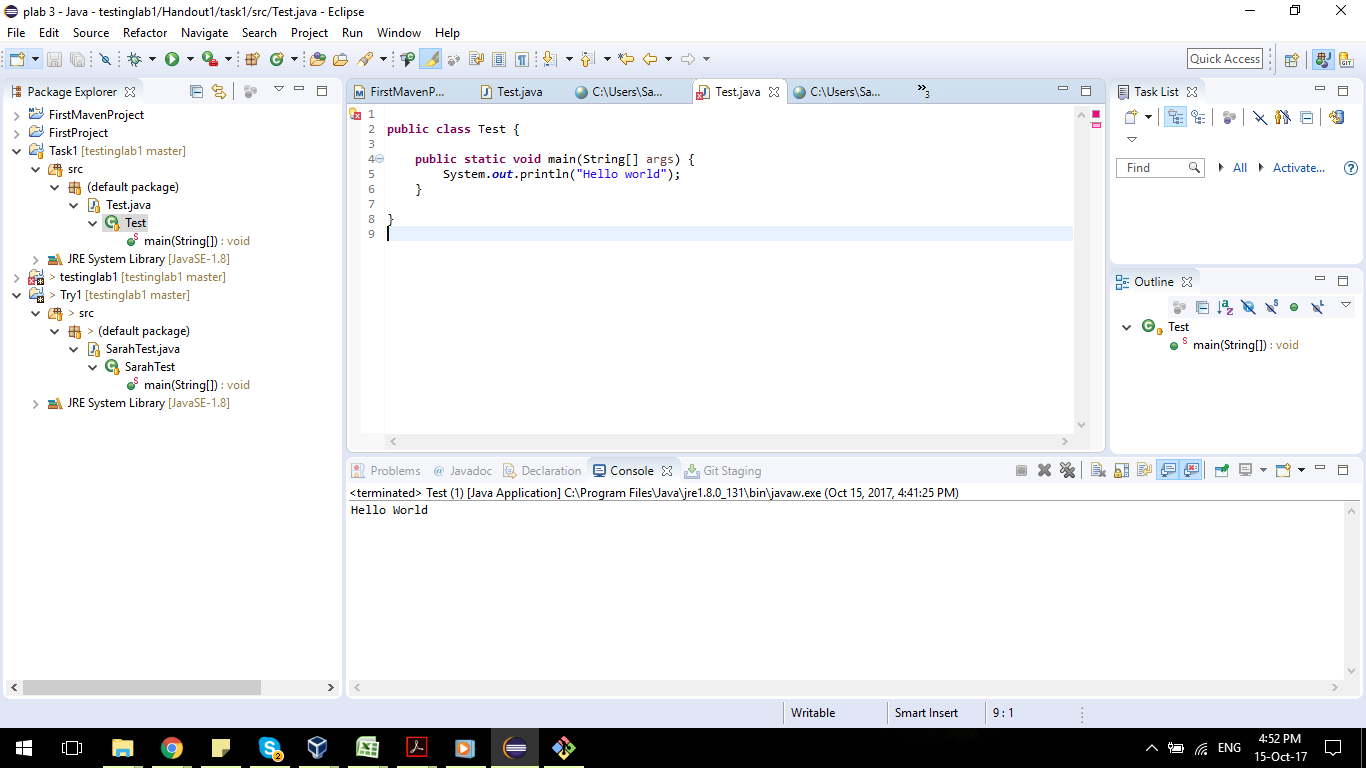 plab 3 - Java - testinglab1/Handout1/task1/src/Test.java - Eclipse
File Edit Source Refactor Navigate Search Project Run Window Help
Quick Access
Package Explorer
FirstMavenProject
FirstProject
Task1 [testinglab1 master]
src
(default package)
Test.java
Test
main(String[]) : void
JRE System Library [JavaSE-1.8]
> testinglab1 [testinglab1 master]
> Try1 [testinglab1 master]
> src
> (default package)
SarahTest.java
SarahTest
main(String[]) : void
JRE System Library [JavaSE-1.8]
FirstMavenP... Test.java C:\Users\Sa... Test.java C:\Users\Sa... »3
1
2 public class Test {
3
4 public static void main(String[] args) {
5 System.out.println("Hello world");
6 }
7
8 }
9
Task List
Find All Activate...
Outline
Test
main(String[]) : void
Problems @ Javadoc Declaration Console Git Staging
<terminated> Test (1) [Java Application] C:\Program Files\Java\jre1.8.0_131\bin\javaw.exe (Oct 15, 2017, 4:41:25 PM)
Hello World
Writable Smart Insert 9 : 1
2
ENG
4:52 PM
15-Oct-17